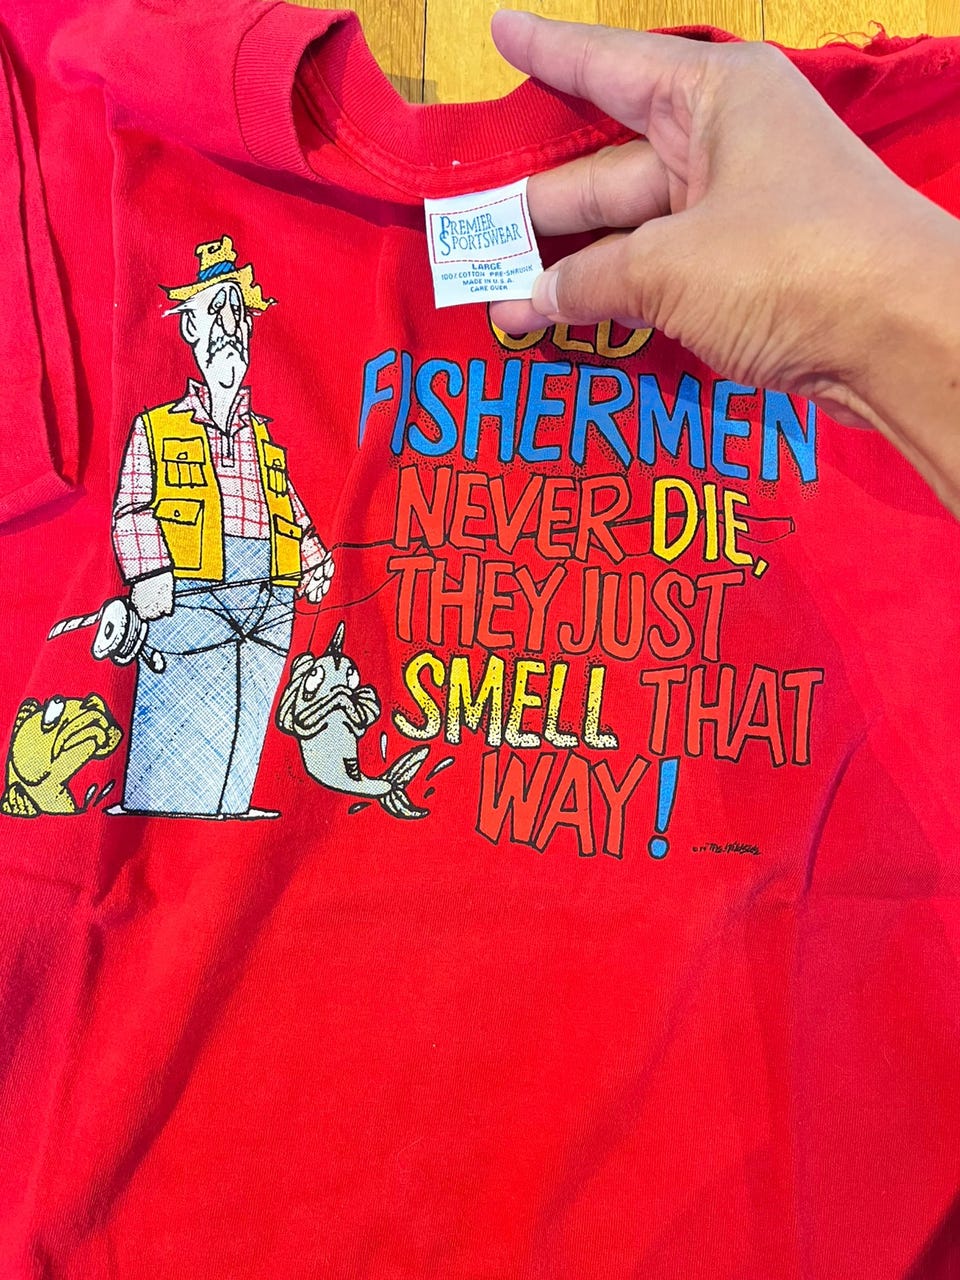 PREMIER
SPORTSWEAR
LARGE
100% COTTON PRE-SHRUNK
MADE IN U.S.A.
CARE OVER
OLD
FISHERMEN
NEVER DIE,
THEY JUST
SMELL THAT
WAY!